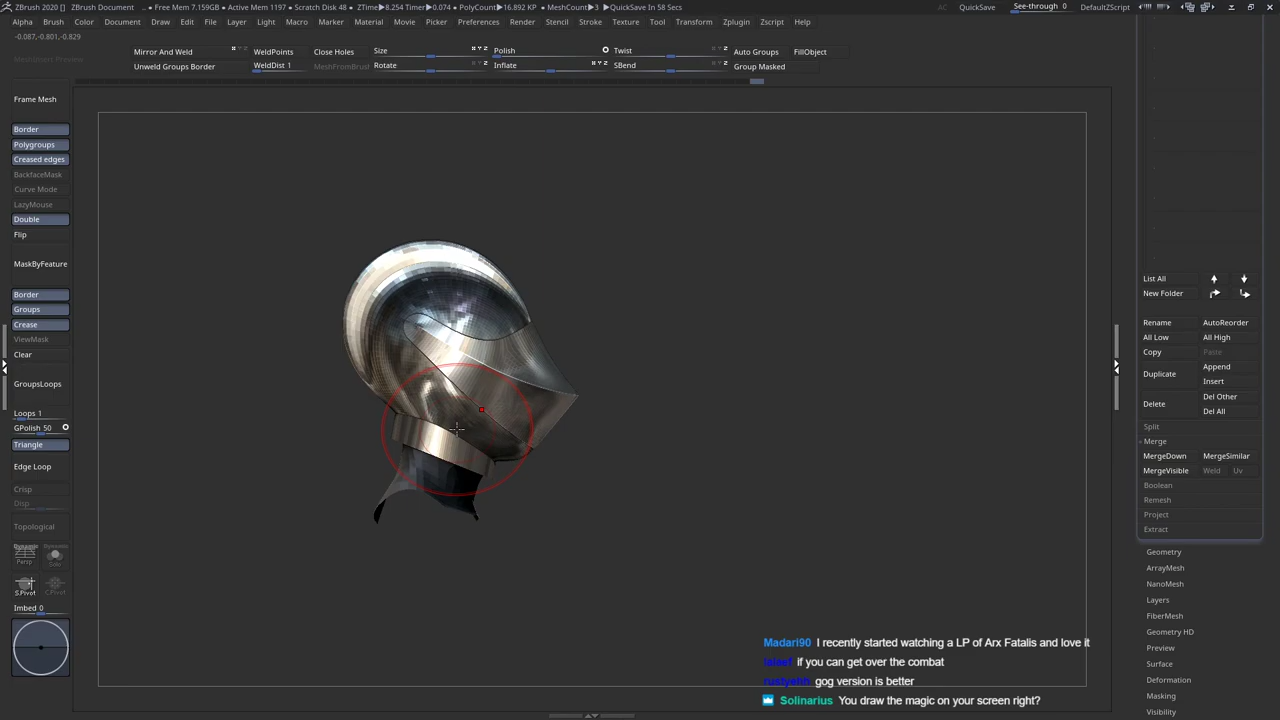 ZBrush 2020 [] ZBrush Document .. • Free Mem 7.159GB • Active Mem 1197 • Scratch Disk 48 • ZTime▶8.254 Timer▶0.074 • PolyCount▶16.892 KP • MeshCount▶3 ▶QuickSave In 58 Secs AC QuickSave See-through 0 DefaultZScript
Alpha Brush Color Document Draw Edit File Layer Light Macro Marker Material Movie Picker Preferences Render Stencil Stroke Texture Tool Transform Zplugin Zscript Help
-0.087,-0.801,-0.829
Mirror And Weld WeldPoints Close Holes Size Polish Twist Auto Groups FillObject
Unweld Groups Border WeldDist 1 MeshFromBrush Rotate Inflate SBend Group Masked
Frame Mesh
Border
Polygroups
Creased edges
BackfaceMask
Curve Mode
LazyMouse
Double
Flip
MaskByFeature
Border
Groups
Crease
ViewMask
Clear
GroupsLoops
Loops 1
GPolish 50
Triangle
Edge Loop
Crisp
Disp
Topological
Dynamic Dynamic
Persp Solo
S.Pivot C.Pivot
Imbed 0
List All
New Folder
Rename AutoReorder
All Low All High
Copy Paste
Duplicate Append
Insert
Delete Del Other
Del All
Split
Merge
MergeDown MergeSimilar
MergeVisible Weld Uv
Boolean
Remesh
Project
Extract
Geometry
ArrayMesh
NanoMesh
Layers
FiberMesh
Geometry HD
Preview
Surface
Deformation
Masking
Visibility
Madari90 I recently started watching a LP of Arx Fatalis and love it
if you can get over the combat
gog version is better
Solinarius You draw the magic on your screen right?